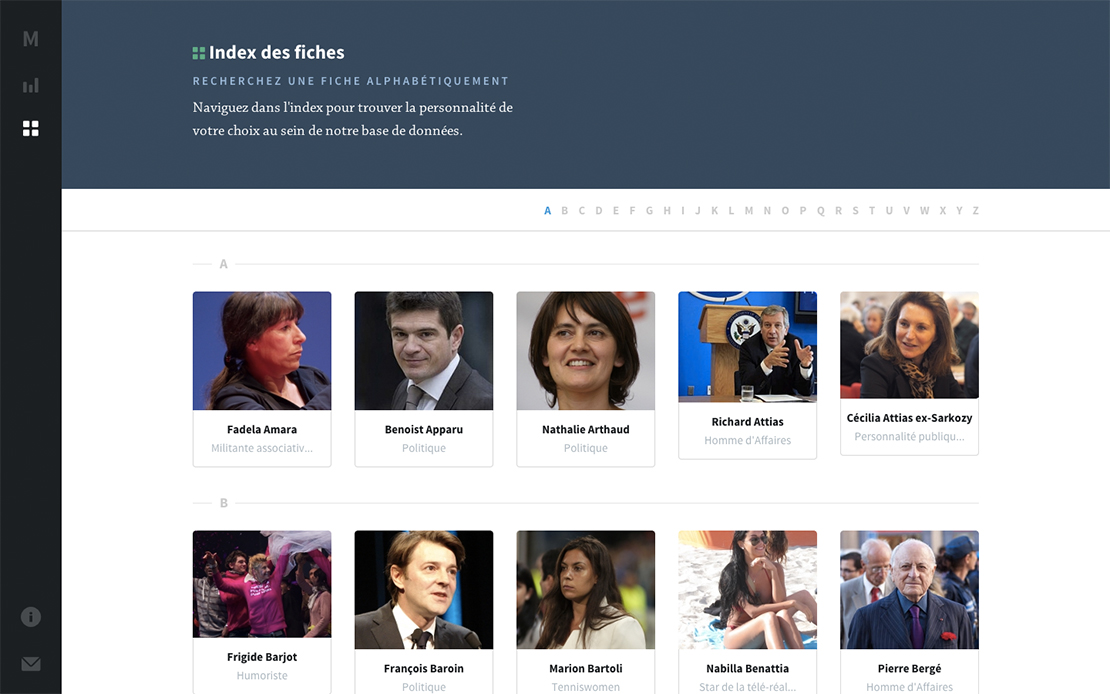 M
Index des fiches
RECHERCHEZ UNE FICHE ALPHABÉTIQUEMENT
Naviguez dans l'index pour trouver la personnalité de
votre choix au sein de notre base de données.
A B C D E F G H I J K L M N O P Q R S T U V W X Y Z
A
Fadela Amara
Militante associativ...
Benoist Apparu
Politique
Nathalie Arthaud
Politique
Richard Attias
Homme d'Affaires
Cécilia Attias ex-Sarkozy
Personnalité publiqu...
B
Frigide Barjot
Humoriste
François Baroin
Politique
Marion Bartoli
Tenniswomen
Nabilla Benattia
Star de la télé-réal...
Pierre Bergé
Homme d'Affaires